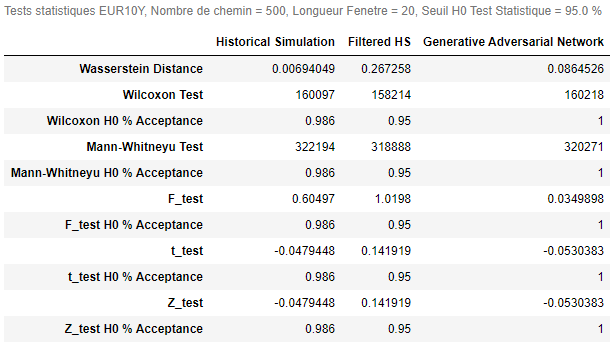 Tests statistiques EUR10Y, Nombre de chemin = 500, Longueur Fenetre = 20, Seuil H0 Test Statistique = 95.0 %
Historical Simulation Filtered HS Generative Adversarial Network
Wasserstein Distance 0.00694049 0.267258 0.0864526
Wilcoxon Test 160097 158214 160218
Wilcoxon H0 % Acceptance 0.986 0.95 1
Mann-Whitneyu Test 322194 318888 320271
Mann-Whitneyu H0 % Acceptance 0.986 0.95 1
F_test 0.60497 1.0198 0.0349898
F_test H0 % Acceptance 0.986 0.95 1
t_test -0.0479448 0.141919 -0.0530383
t_test H0 % Acceptance 0.986 0.95 1
Z_test -0.0479448 0.141919 -0.0530383
Z_test H0 % Acceptance 0.986 0.95 1